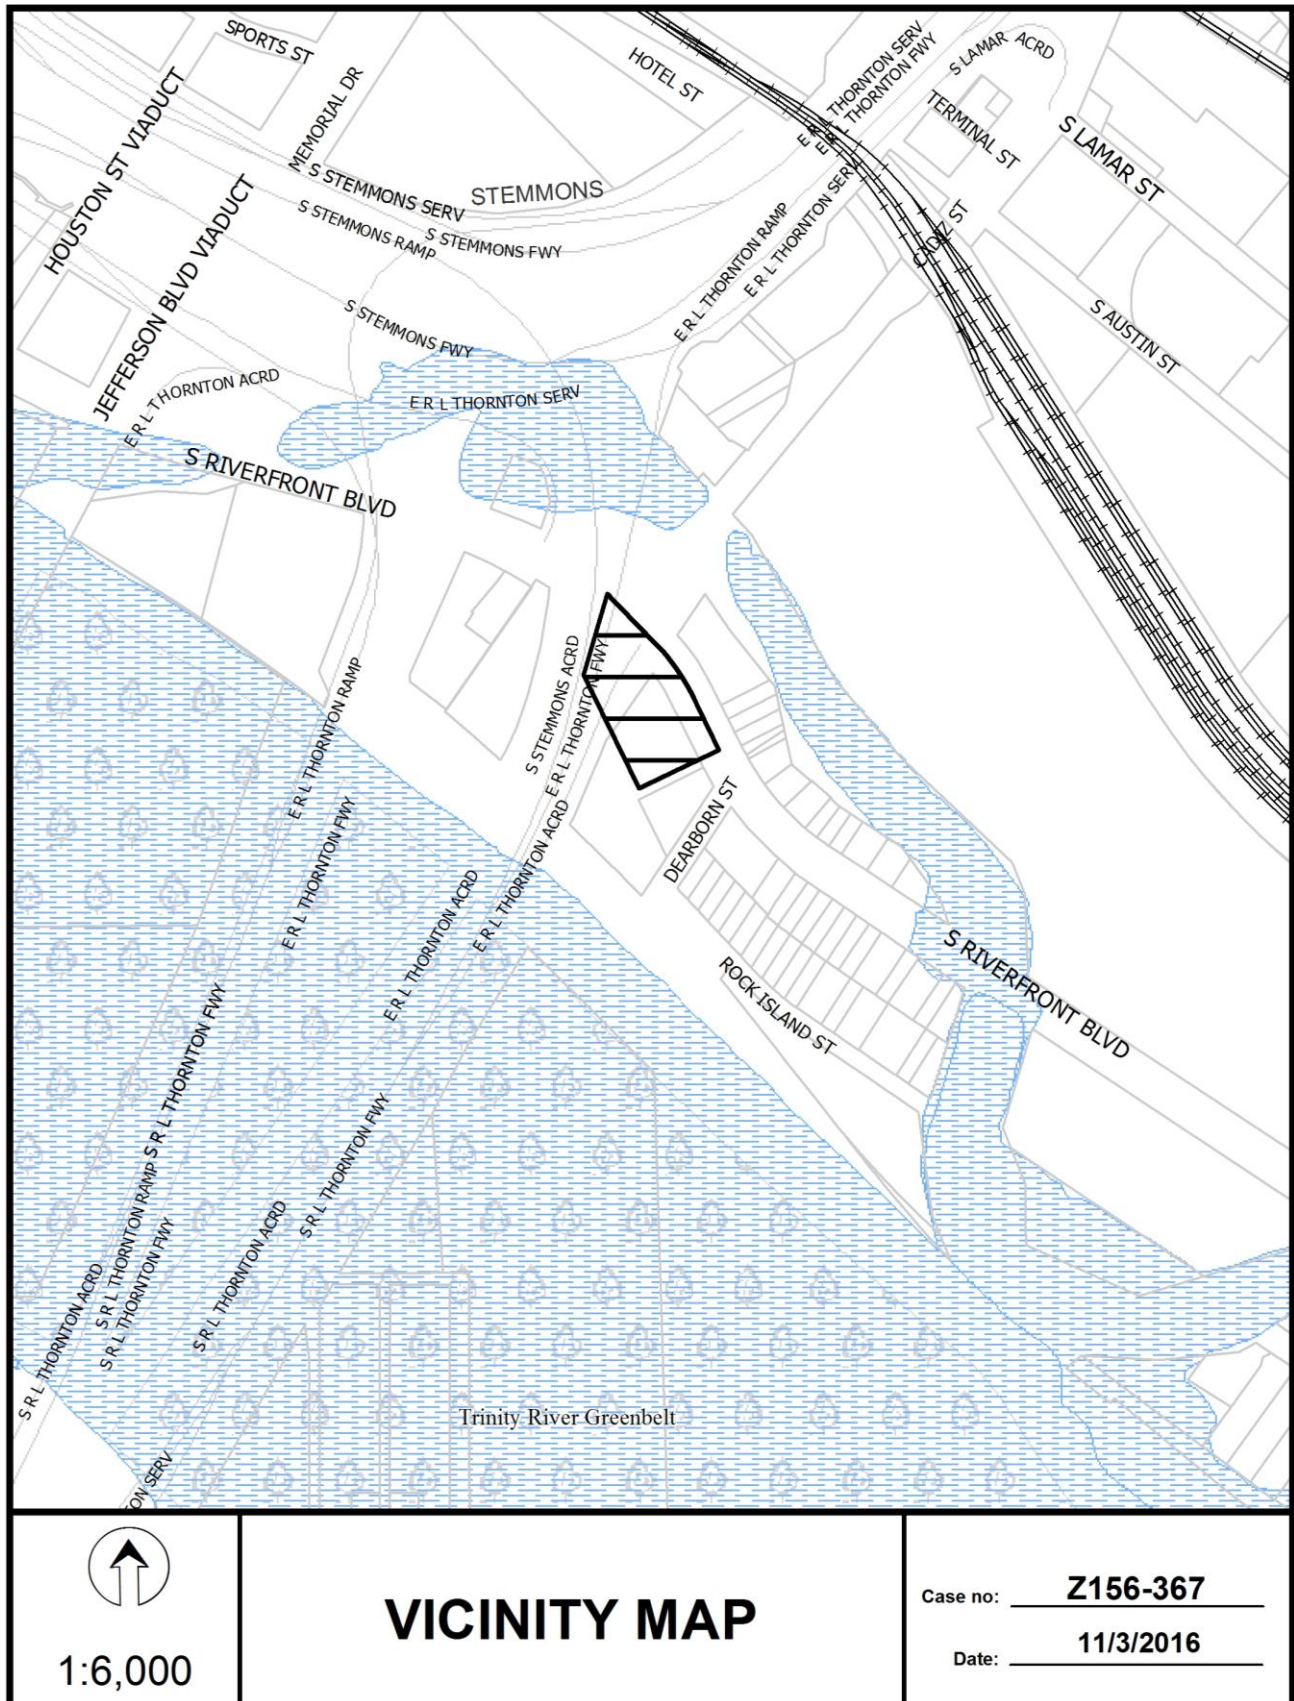 SPORTS ST
HOTEL ST
E R L THORNTON SERV
E R L THORNTON FWY
S LAMAR ACRD
TERMINAL ST
S LAMAR ST
HOUSTON ST VIADUCT
MEMORIAL DR
S STEMMONS SERV
STEMMONS
S STEMMONS RAMP
S STEMMONS FWY
JEFFERSON BLVD VIADUCT
E R L THORNTON RAMP
E R L THORNTON SERV
CADIZ ST
S AUSTIN ST
S STEMMONS FWY
E R L THORNTON ACRD
E R L THORNTON SERV
S RIVERFRONT BLVD
S STEMMONS ACRD
E R L THORNTON FWY
E R L THORNTON RAMP
E R L THORNTON FWY
E R L THORNTON ACRD
E R L THORNTON ACRD
DEARBORN ST
ROCK ISLAND ST
S RIVERFRONT BLVD
S R L THORNTON FWY
S R L THORNTON FWY
S R L THORNTON RAMP
S R L THORNTON FWY
S R L THORNTON ACRD
S R L THORNTON ACRD
Trinity River Greenbelt
ON SERV
1:6,000
VICINITY MAP
Case no: Z156-367
Date: 11/3/2016